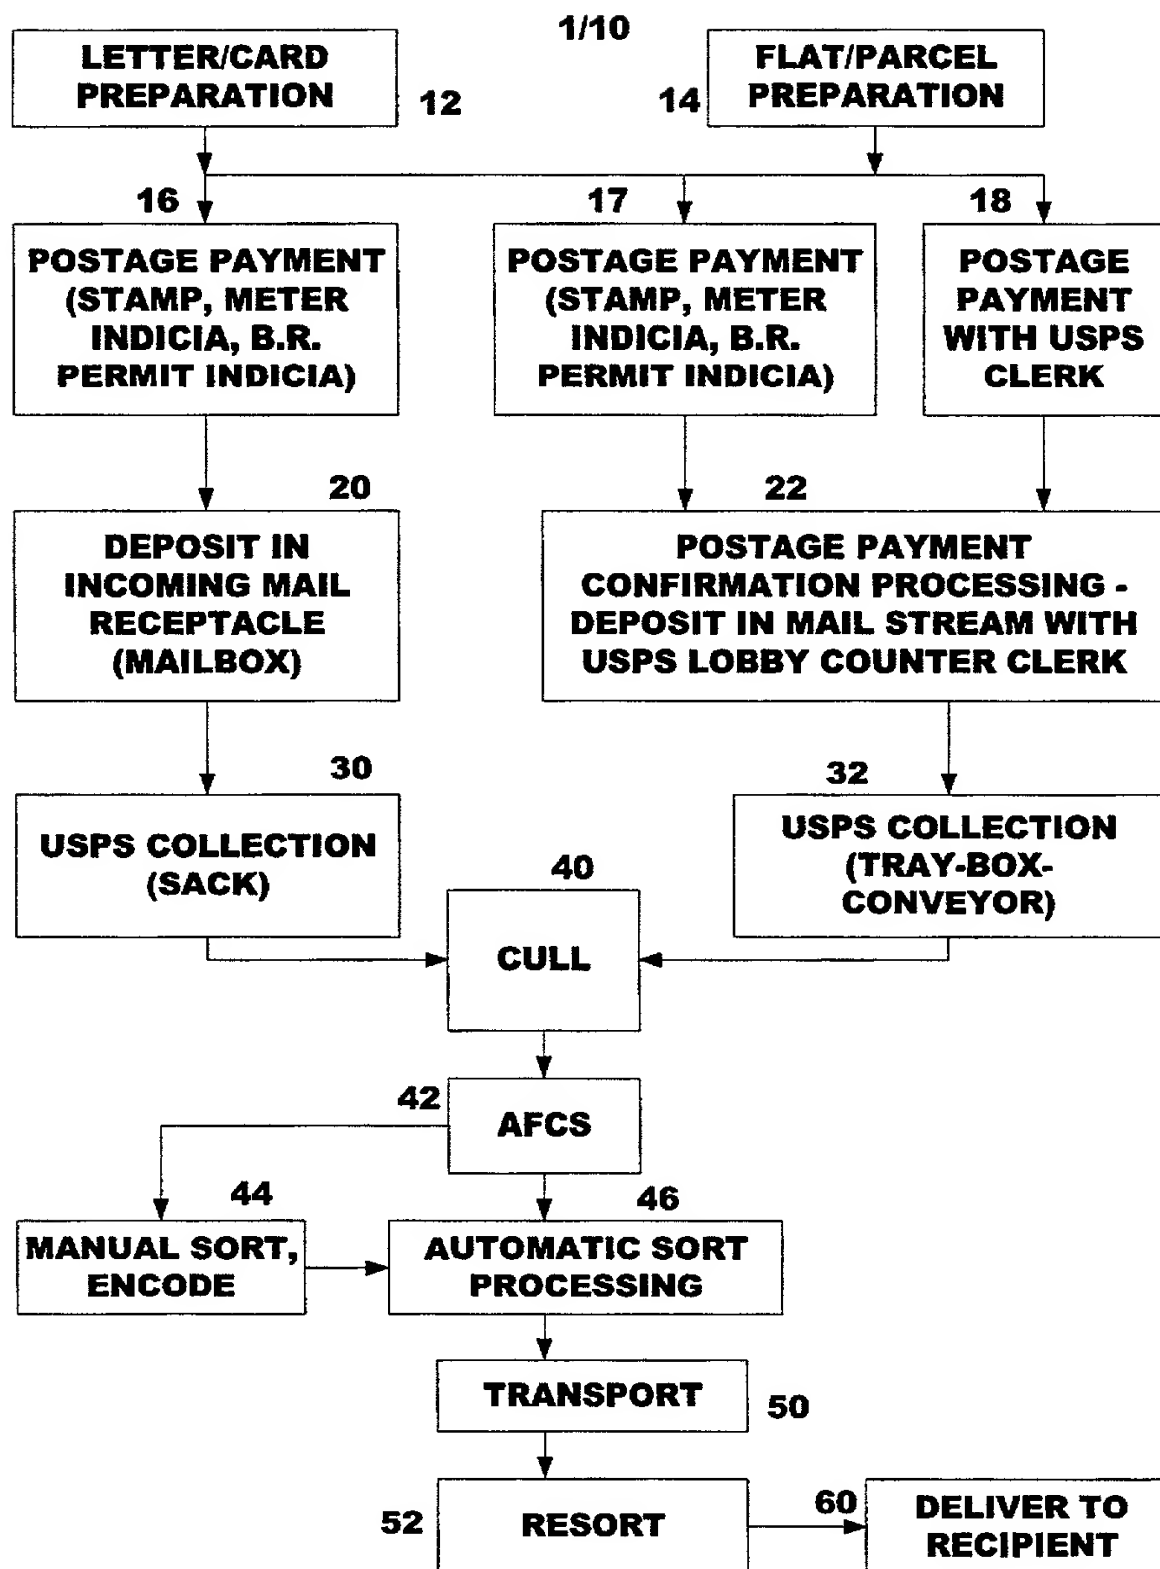 1/10
LETTER/CARD
PREPARATION
12
FLAT/PARCEL
PREPARATION
14
16
POSTAGE PAYMENT
(STAMP, METER
INDICIA, B.R.
PERMIT INDICIA)
17
POSTAGE PAYMENT
(STAMP, METER
INDICIA, B.R.
PERMIT INDICIA)
18
POSTAGE
PAYMENT
WITH USPS
CLERK
20
DEPOSIT IN
INCOMING MAIL
RECEPTACLE
(MAILBOX)
22
POSTAGE PAYMENT
CONFIRMATION PROCESSING -
DEPOSIT IN MAIL STREAM WITH
USPS LOBBY COUNTER CLERK
30
USPS COLLECTION
(SACK)
32
USPS COLLECTION
(TRAY-BOX-
CONVEYOR)
40
CULL
42
AFCS
44
MANUAL SORT,
ENCODE
46
AUTOMATIC SORT
PROCESSING
TRANSPORT
50
52
RESORT
60
DELIVER TO
RECIPIENT